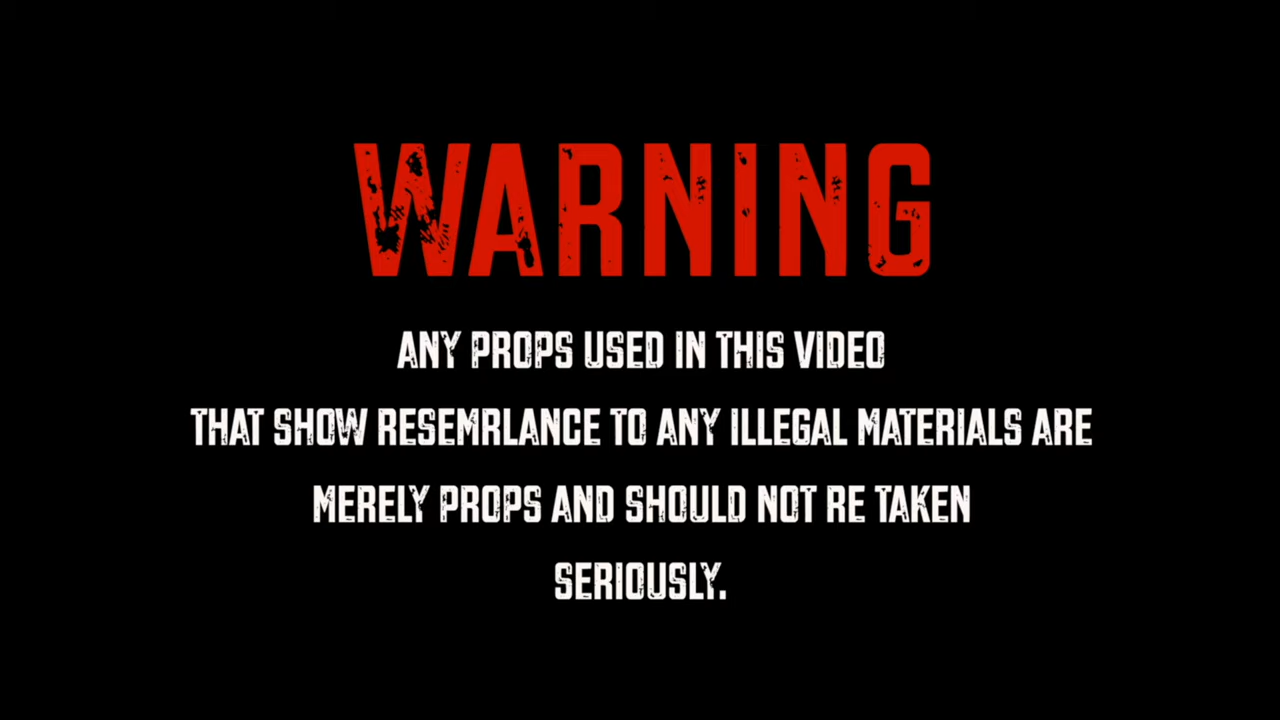 WARNING
ANY PROPS USED IN THIS VIDEO
THAT SHOW RESEMRLANCE TO ANY ILLEGAL MATERIALS ARE
MERELY PROPS AND SHOULD NOT RE TAKEN
SERIOUSLY.